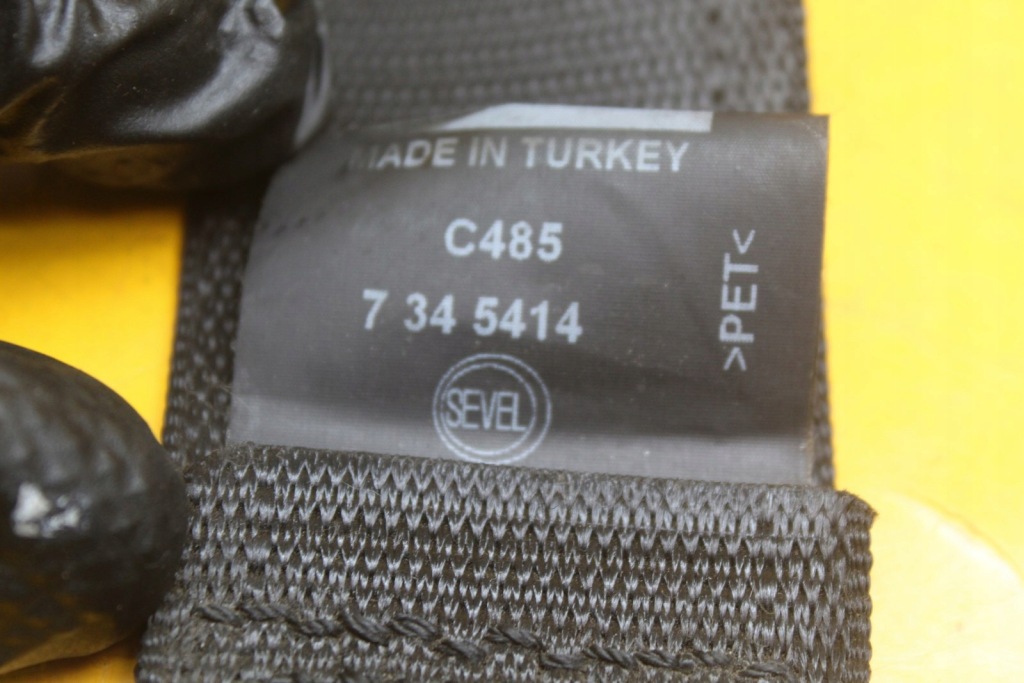 MADE IN TURKEY
C485
7 34 5414
SEVEL
>PET<